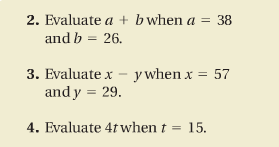 2. Evaluate a + b when a = 38
and b = 26.
3. Evaluate x − y when x = 57
and y = 29.
4. Evaluate 4t when t = 15.